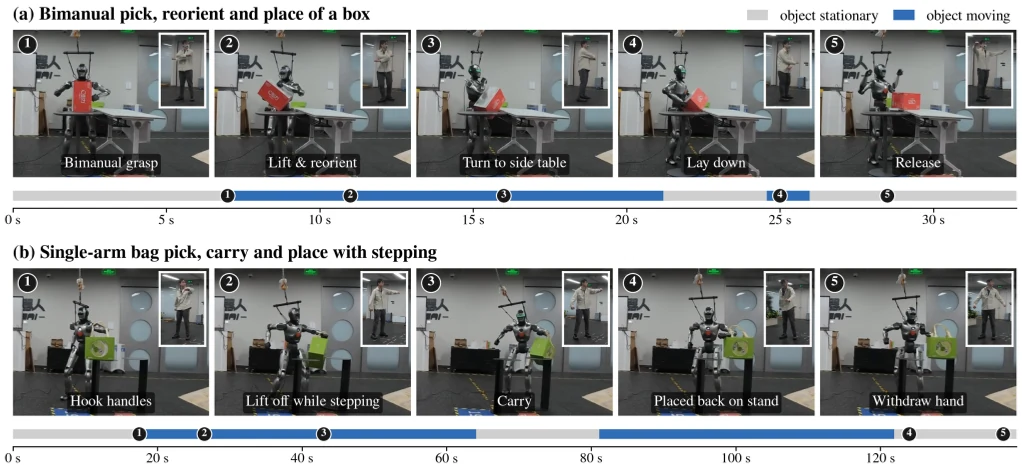 (a) Bimanual pick, reorient and place of a box
object stationary object moving
1 2 3 4 5
Bimanual grasp Lift & reorient Turn to side table Lay down Release
1 2 3 4 5
0 s 5 s 10 s 15 s 20 s 25 s 30 s
(b) Single-arm bag pick, carry and place with stepping
1 2 3 4 5
Hook handles Lift off while stepping Carry Placed back on stand Withdraw hand
1 2 3 4 5
0 s 20 s 40 s 60 s 80 s 100 s 120 s